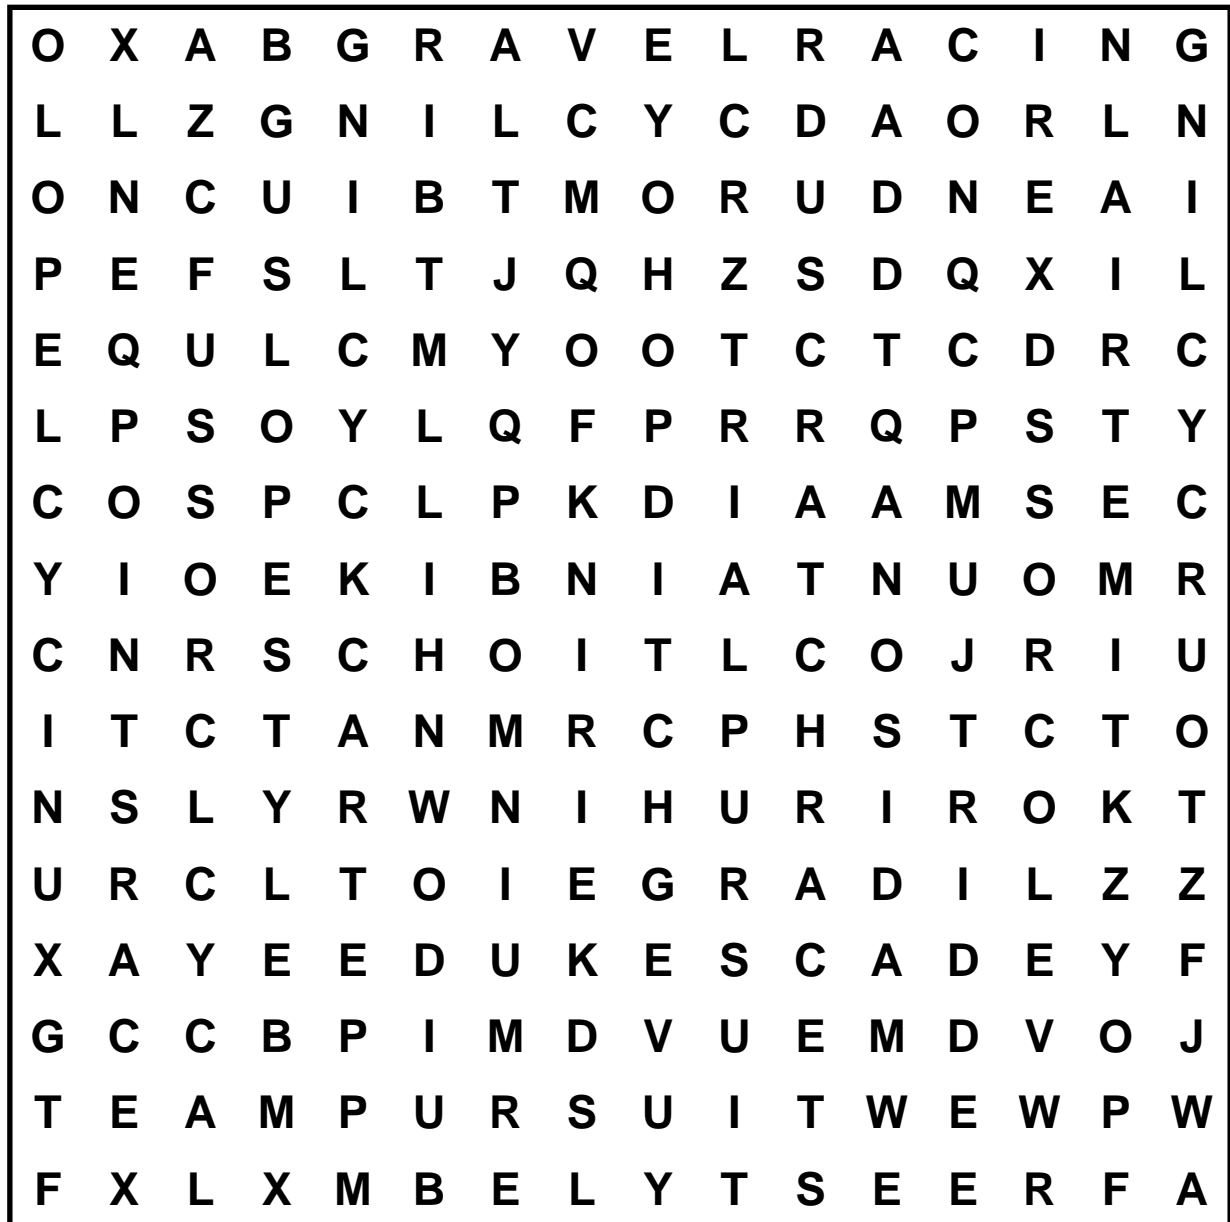 O X A B G R A V E L R A C I N G
L L Z G N I L C Y C D A O R L N
O N C U I B T M O R U D N E A I
P E F S L T J Q H Z S D Q X I L
E Q U L C M Y O O T C T C D R C
L P S O Y L Q F P R R Q P S T Y
C O S P C L P K D I A A M S E C
Y I O E K I B N I A T N U O M R
C N R S C H O I T L C O J R I U
I T C T A N M R C P H S T C T O
N S L Y R W N I H U R I R O K T
U R C L T O I E G R A D I L Z Z
X A Y E E D U K E S C A D E Y F
G C C B P I M D V U E M D V O J
T E A M P U R S U I T W E W P W
F X L X M B E L Y T S E E R F A